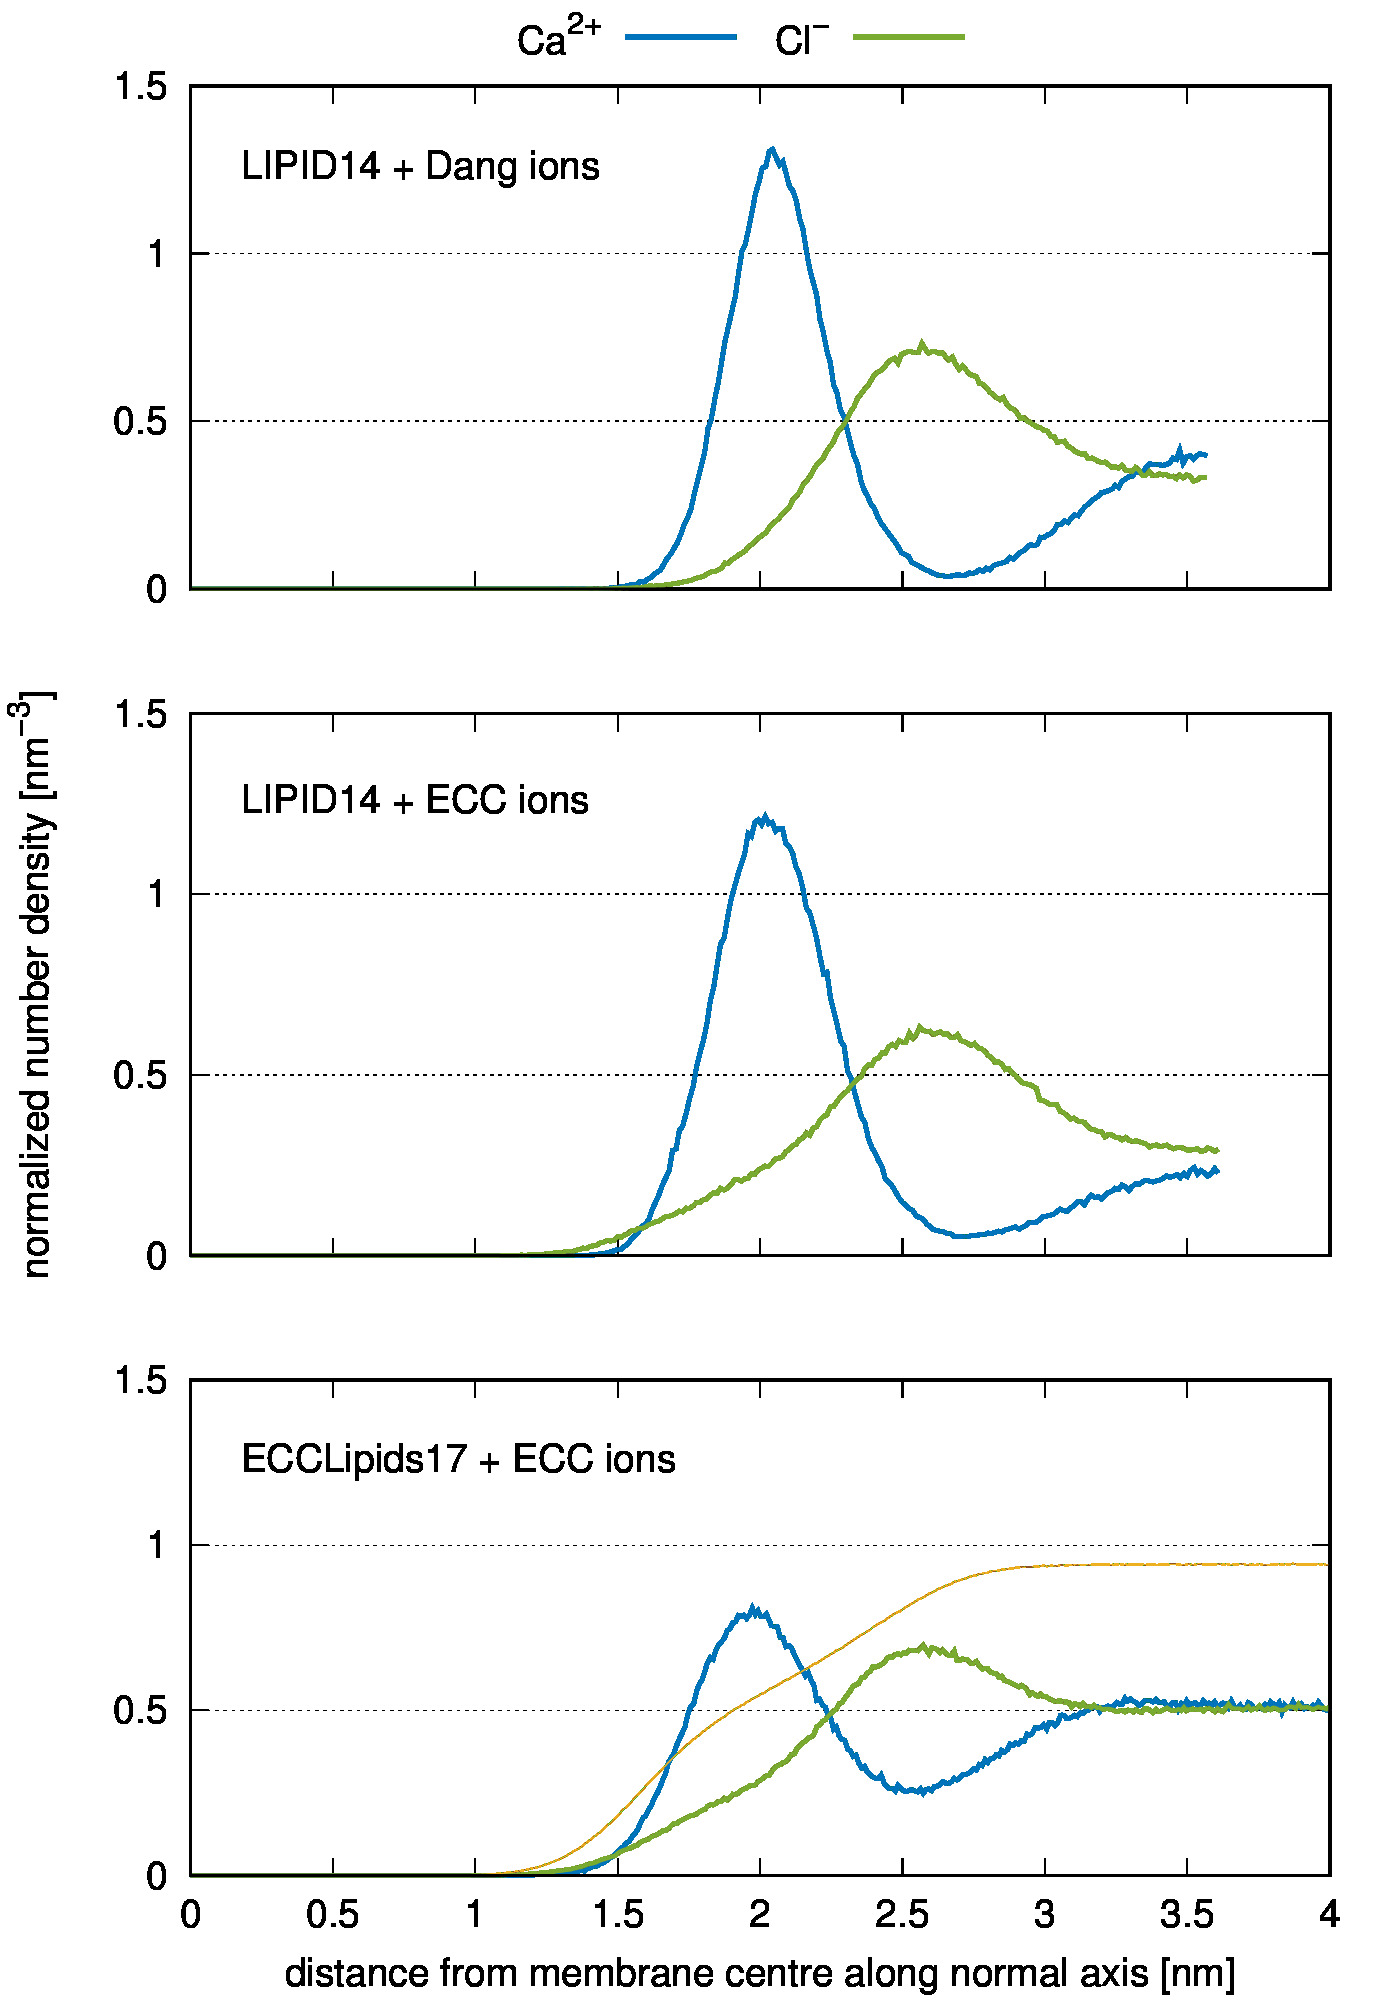 Ca²⁺ Cl⁻
1.5
LIPID14 + Dang ions
1
0.5
0
normalized number density [nm⁻³]
1.5
LIPID14 + ECC ions
1
0.5
0
1.5
ECCLipids17 + ECC ions
1
0.5
0
0 0.5 1 1.5 2 2.5 3 3.5 4
distance from membrane centre along normal axis [nm]